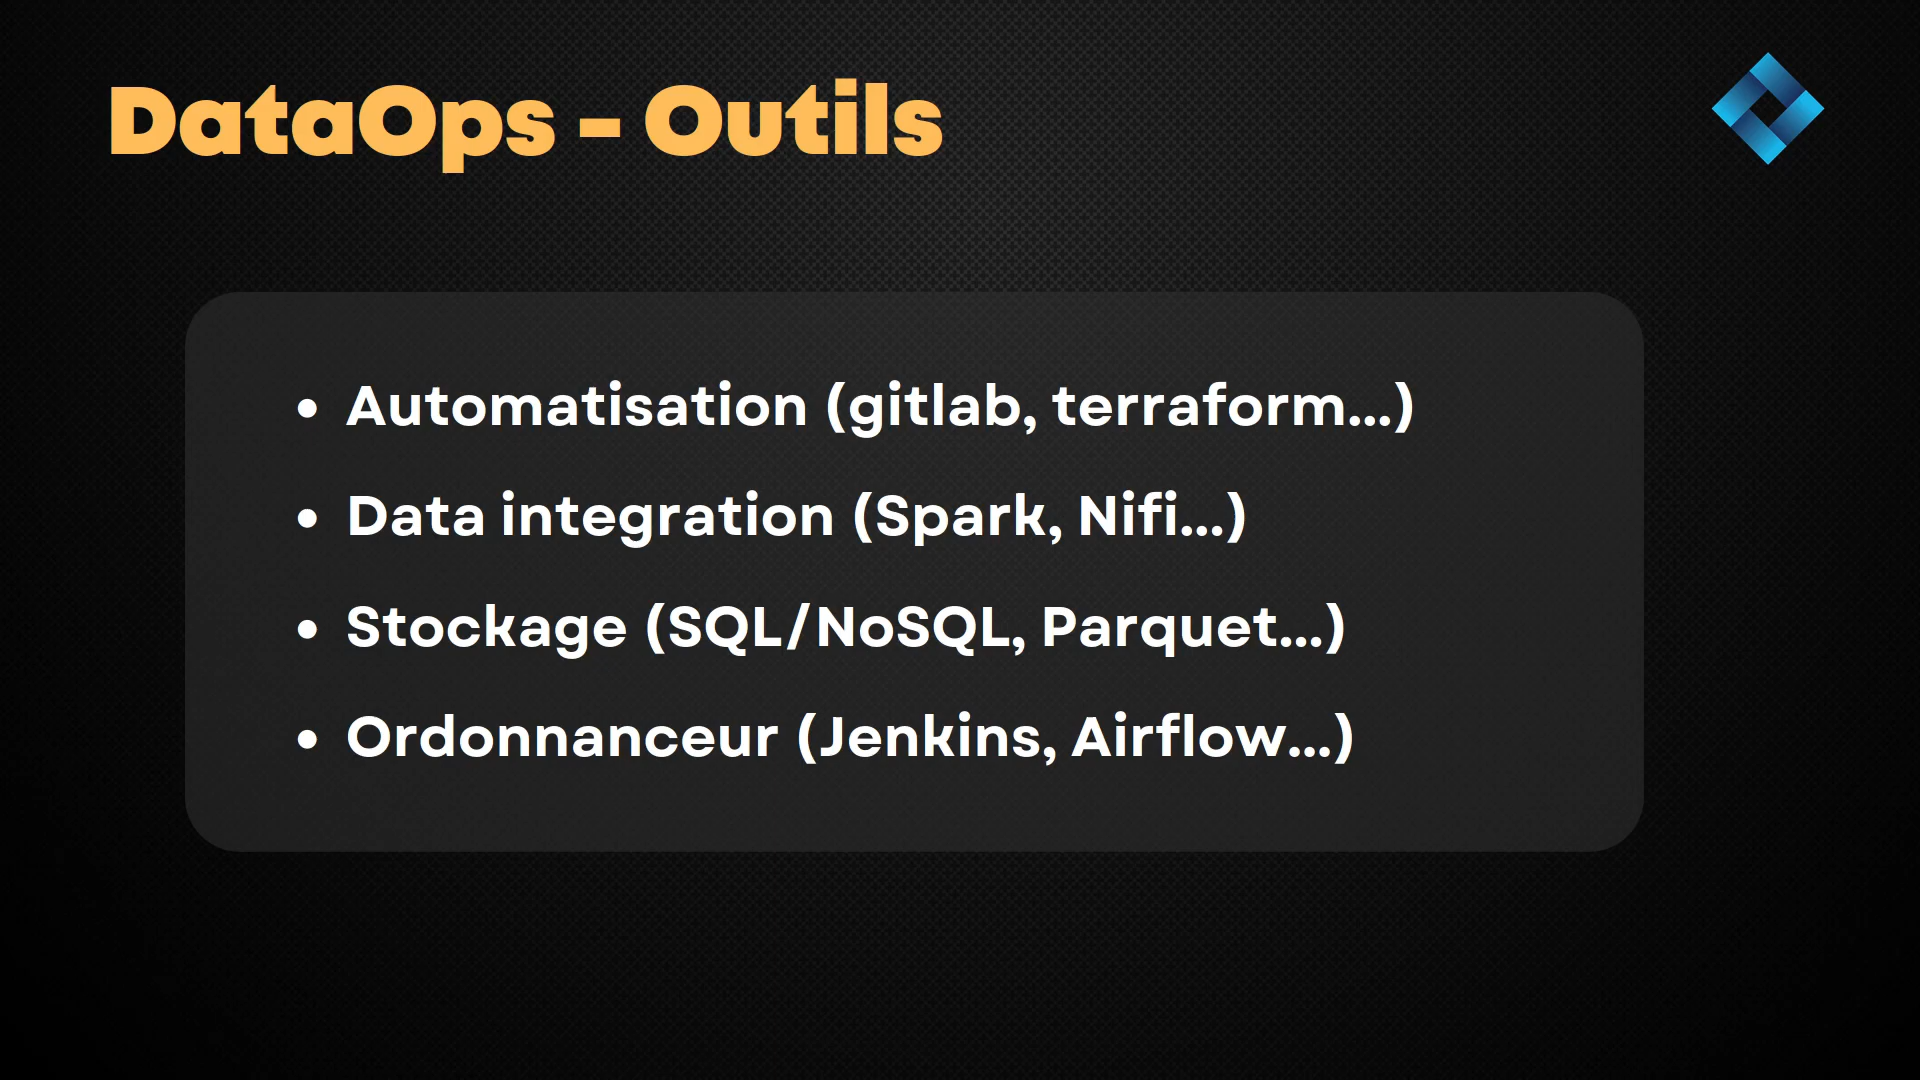 DataOps - Outils
• Automatisation (gitlab, terraform...)
• Data integration (Spark, Nifi...)
• Stockage (SQL/NoSQL, Parquet...)
• Ordonnanceur (Jenkins, Airflow...)